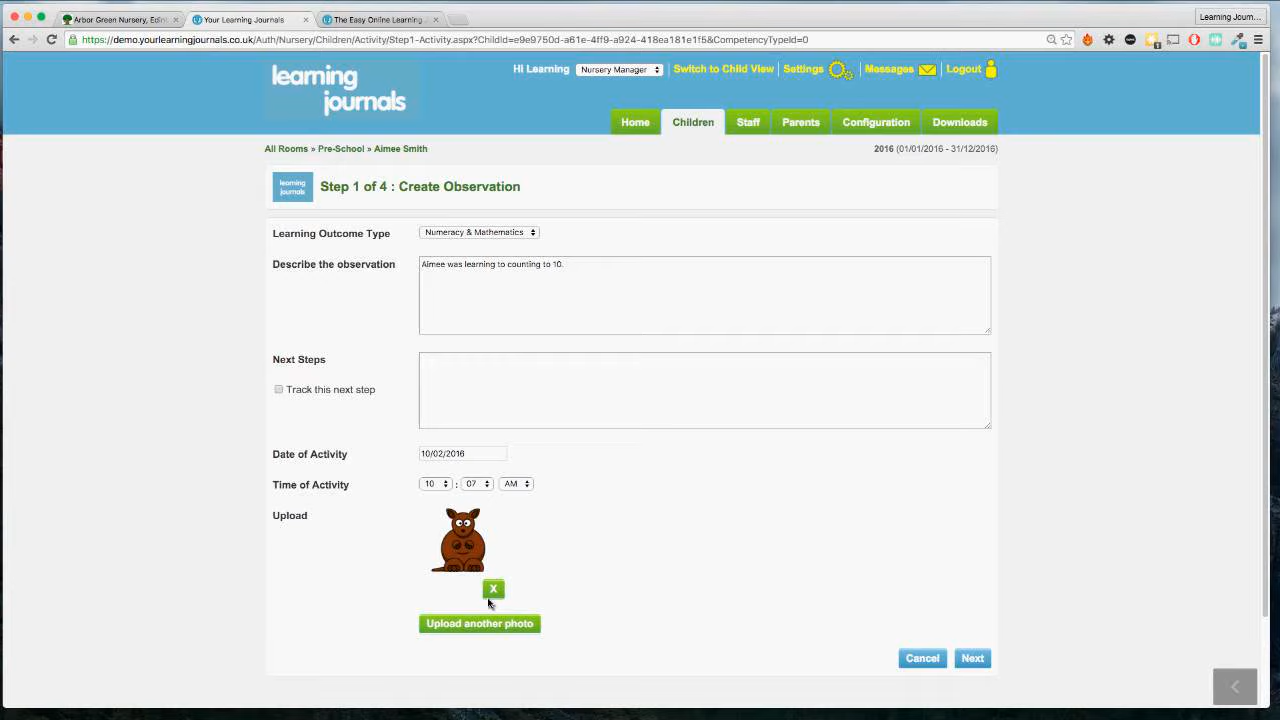 Arbor Green Nursery, Edin
Your Learning Journals
The Easy Online Learning J
Learning Journ...
https://demo.yourlearningjournals.co.uk/Auth/Nursery/Children/Activity/Step1-Activity.aspx?ChildId=e9e9750d-a61e-4ff9-a924-418ea181e1f5&CompetencyTypeId=0
learning journals
Hi Learning Nursery Manager Switch to Child View Settings Messages Logout
Home Children Staff Parents Configuration Downloads
All Rooms » Pre-School » Aimee Smith 2016 (01/01/2016 - 31/12/2016)
learning journals
Step 1 of 4 : Create Observation
Learning Outcome Type Numeracy & Mathematics
Describe the observation Aimee was learning to counting to 10.
Next Steps
Track this next step
Date of Activity 10/02/2016
Time of Activity 10 : 07 AM
Upload
X
Upload another photo
Cancel Next